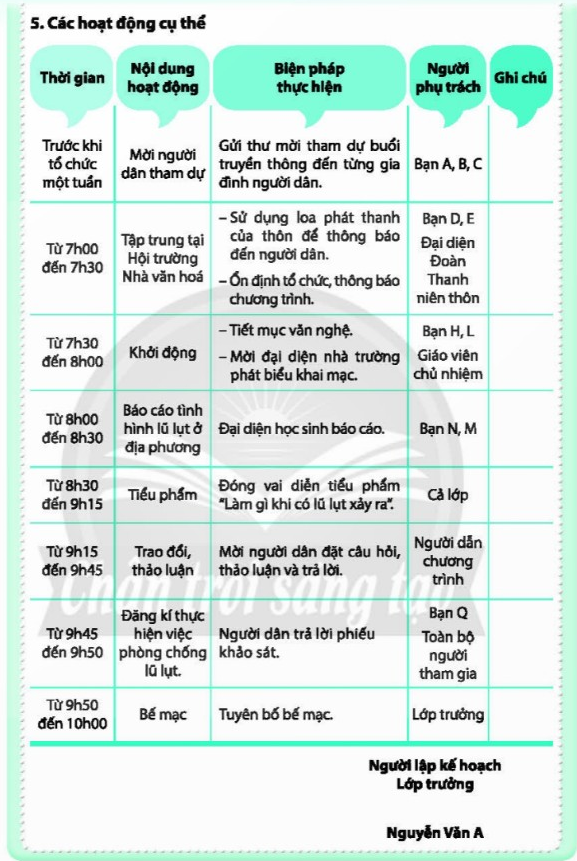 5. Các hoạt động cụ thể
Thời gian
Nội dung
hoạt động
Biện pháp
thực hiện
Người
phụ trách
Ghi chú
Trước khi
tổ chức
một tuần
Mời người
dân tham dự
Gửi thư mời tham dự buổi
truyền thông đến từng gia
đình người dân.
Bạn A, B, C
Từ 7h00
đến 7h30
Tập trung tại
Hội trường
Nhà văn hoá
– Sử dụng loa phát thanh
của thôn để thông báo
đến người dân.
– Ổn định tổ chức, thông báo
chương trình.
Bạn D, E
Đại diện
Đoàn
Thanh
niên thôn
Từ 7h30
đến 8h00
Khởi động
– Tiết mục văn nghệ.
– Mời đại diện nhà trường
phát biểu khai mạc.
Bạn H, L
Giáo viên
chủ nhiệm
Từ 8h00
đến 8h30
Báo cáo tình
hình lũ lụt ở
địa phương
Đại diện học sinh báo cáo.
Bạn N, M
Từ 8h30
đến 9h15
Tiểu phẩm
Đóng vai diễn tiểu phẩm
“Làm gì khi có lũ lụt xảy ra”.
Cả lớp
Từ 9h15
đến 9h45
Trao đổi,
thảo luận
Mời người dân đặt câu hỏi,
thảo luận và trả lời.
Người dẫn
chương
trình
Từ 9h45
đến 9h50
Đăng kí thực
hiện việc
phòng chống
lũ lụt.
Người dân trả lời phiếu
khảo sát.
Bạn Q
Toàn bộ
người
tham gia
Từ 9h50
đến 10h00
Bế mạc
Tuyên bố bế mạc.
Lớp trưởng
Chân trời sáng tạo
Người lập kế hoạch
Lớp trưởng
Nguyễn Văn A